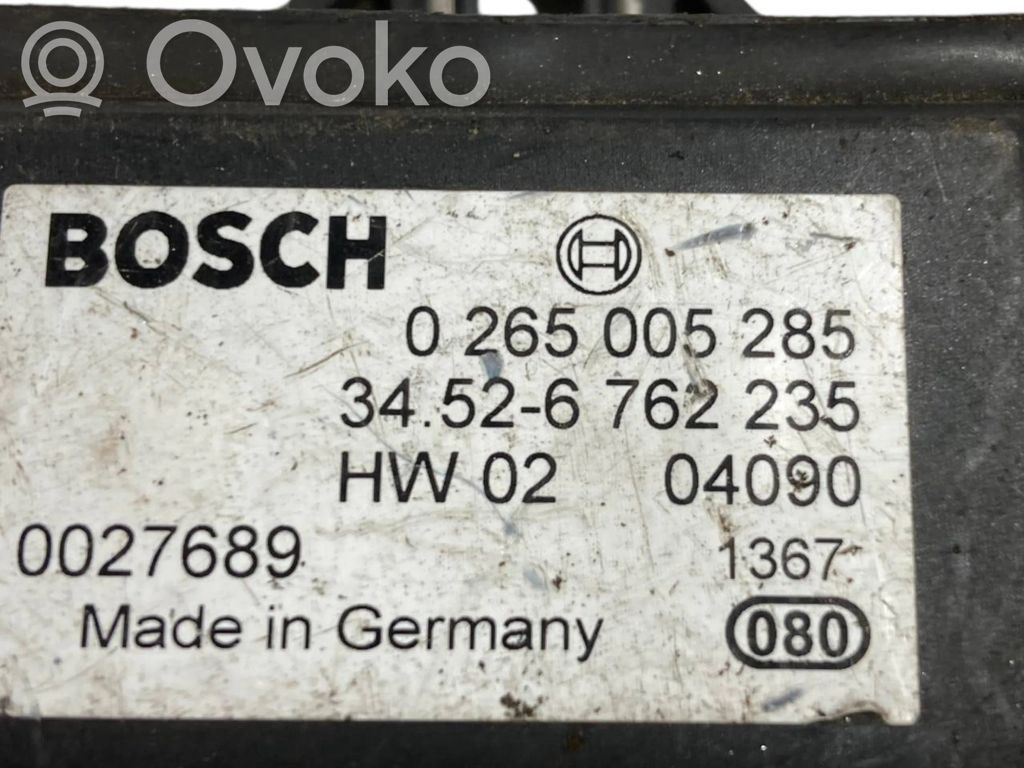 Ovoko
BOSCH
0 265 005 285
34.52-6 762 235
HW 02 04090
0027689 1367
Made in Germany 080